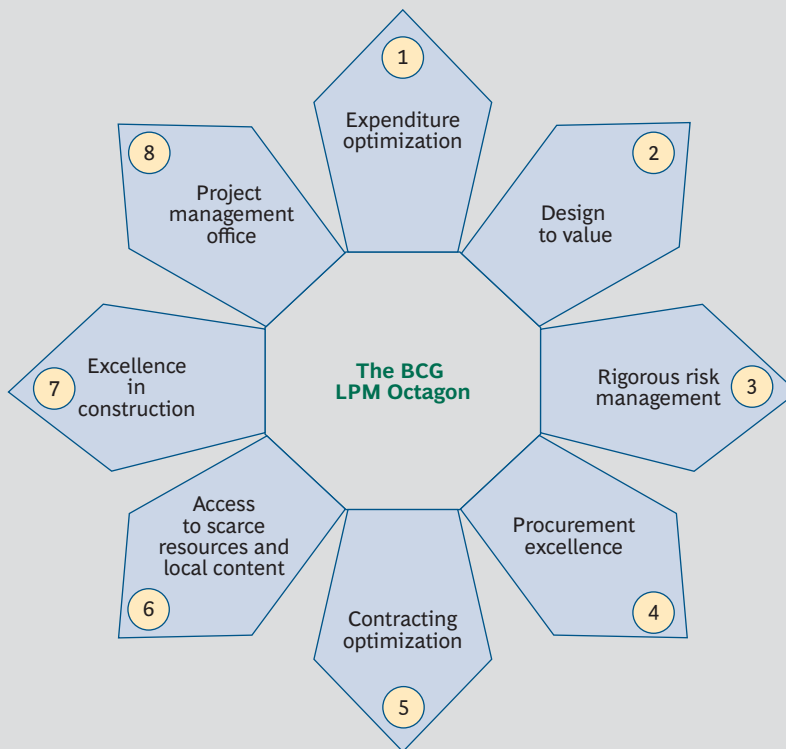 1
Expenditure
optimization
2
Design
to value
3
Rigorous risk
management
4
Procurement
excellence
5
Contracting
optimization
6
Access
to scarce
resources and
local content
7
Excellence
in
construction
8
Project
management
office
The BCG
LPM Octagon